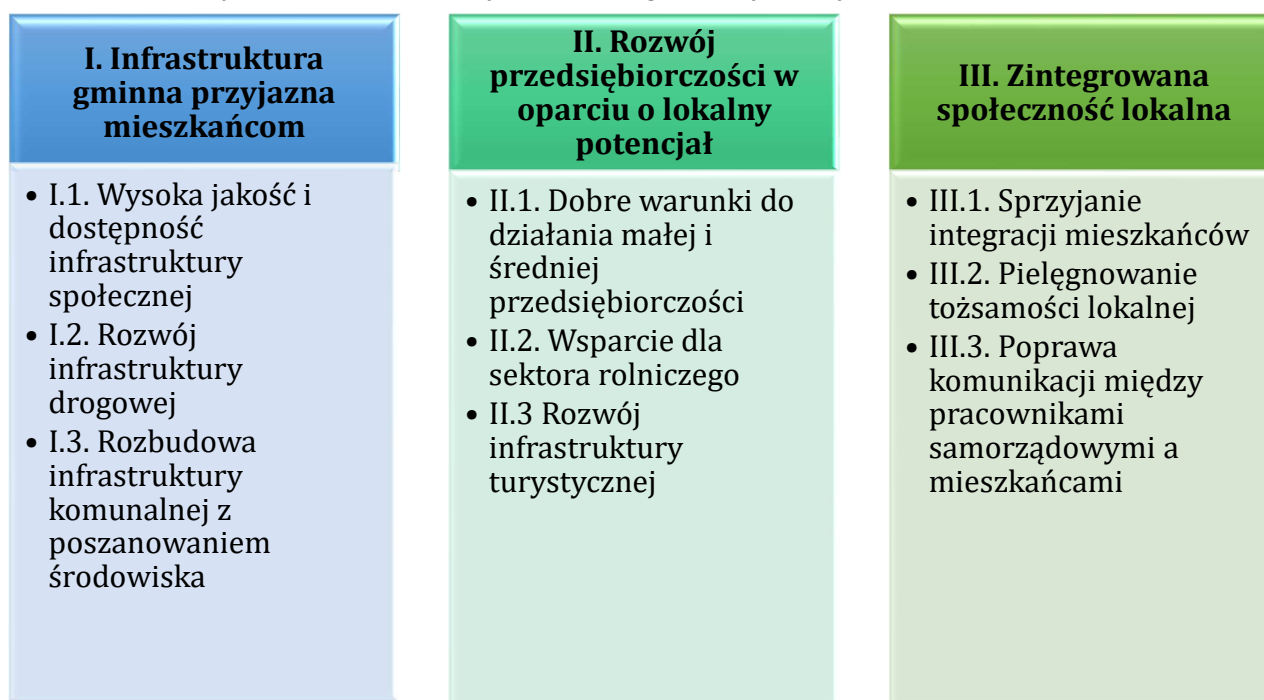 I. Infrastruktura
gminna przyjazna
mieszkańcom
• I.1. Wysoka jakość i
dostępność
infrastruktury
społecznej
• I.2. Rozwój
infrastruktury
drogowej
• I.3. Rozbudowa
infrastruktury
komunalnej z
poszanowaniem
środowiska
II. Rozwój
przedsiębiorczości w
oparciu o lokalny
potencjał
• II.1. Dobre warunki do
działania małej i
średniej
przedsiębiorczości
• II.2. Wsparcie dla
sektora rolniczego
• II.3 Rozwój
infrastruktury
turystycznej
III. Zintegrowana
społeczność lokalna
• III.1. Sprzyjanie
integracji mieszkańców
• III.2. Pielęgnowanie
tożsamości lokalnej
• III.3. Poprawa
komunikacji między
pracownikami
samorządowymi a
mieszkańcami